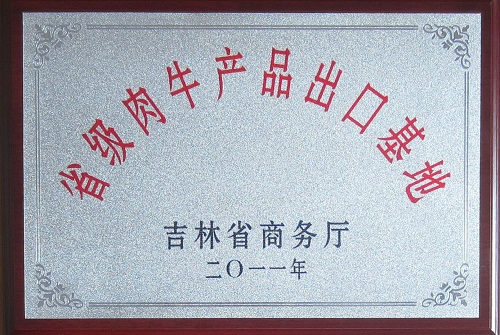 省级肉牛产品出口基地
吉林省商务厅
二〇一一年